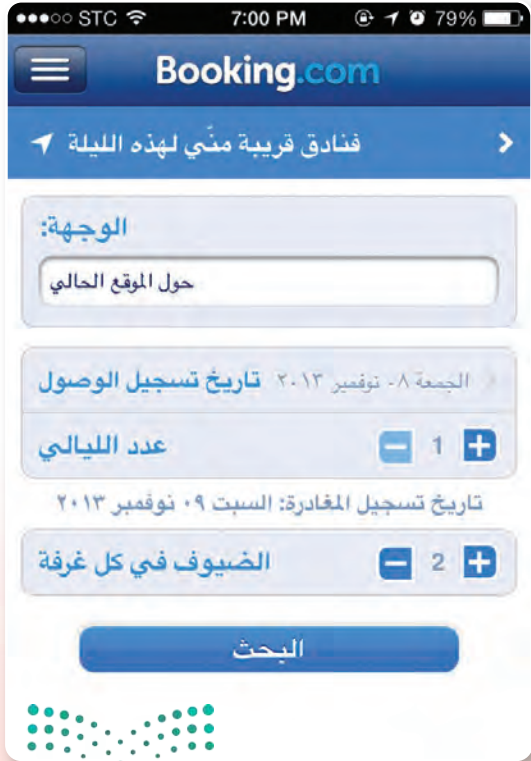 STC 7:00 PM 79%
Booking.com
فنادق قريبة منّي لهذه الليلة
الوجهة:
حول الموقع الحالي
تاريخ تسجيل الوصول الجمعة ٠٨ نوفمبر ٢٠١٣
عدد الليالي 1
تاريخ تسجيل المغادرة: السبت ٠٩ نوفمبر ٢٠١٣
الضيوف في كل غرفة 2
البحث